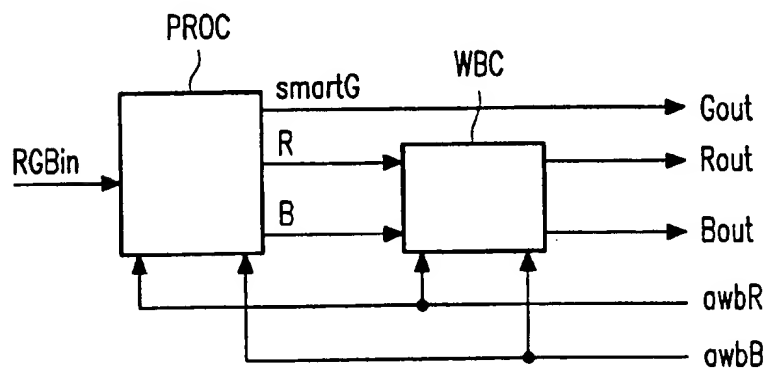 PROC
WBC
smartG
Gout
R
Rout
RGBin
B
Bout
awbR
awbB